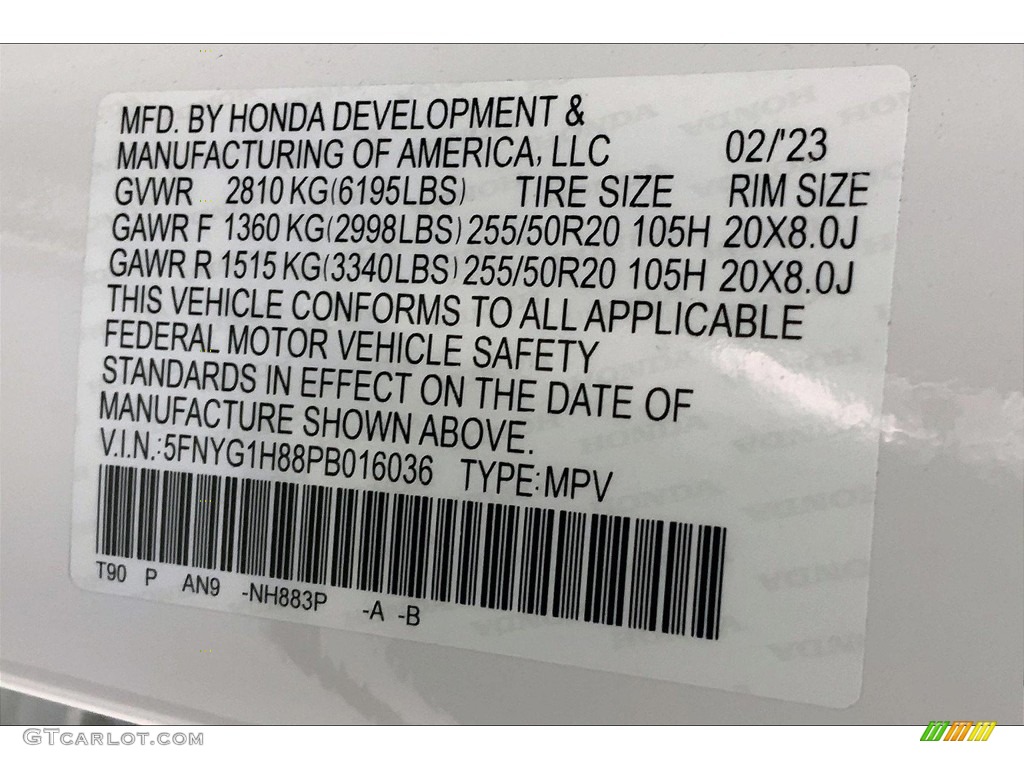 MFD. BY HONDA DEVELOPMENT &
MANUFACTURING OF AMERICA, LLC 02/'23
GVWR 2810 KG(6195LBS) TIRE SIZE RIM SIZE
GAWR F 1360 KG(2998LBS) 255/50R20 105H 20X8.0J
GAWR R 1515 KG(3340LBS) 255/50R20 105H 20X8.0J
THIS VEHICLE CONFORMS TO ALL APPLICABLE
FEDERAL MOTOR VEHICLE SAFETY
STANDARDS IN EFFECT ON THE DATE OF
MANUFACTURE SHOWN ABOVE.
V.I.N.:5FNYG1H88PB016036 TYPE:MPV
T90 P AN9 -NH883P -A -B
GTCARLOT.COM